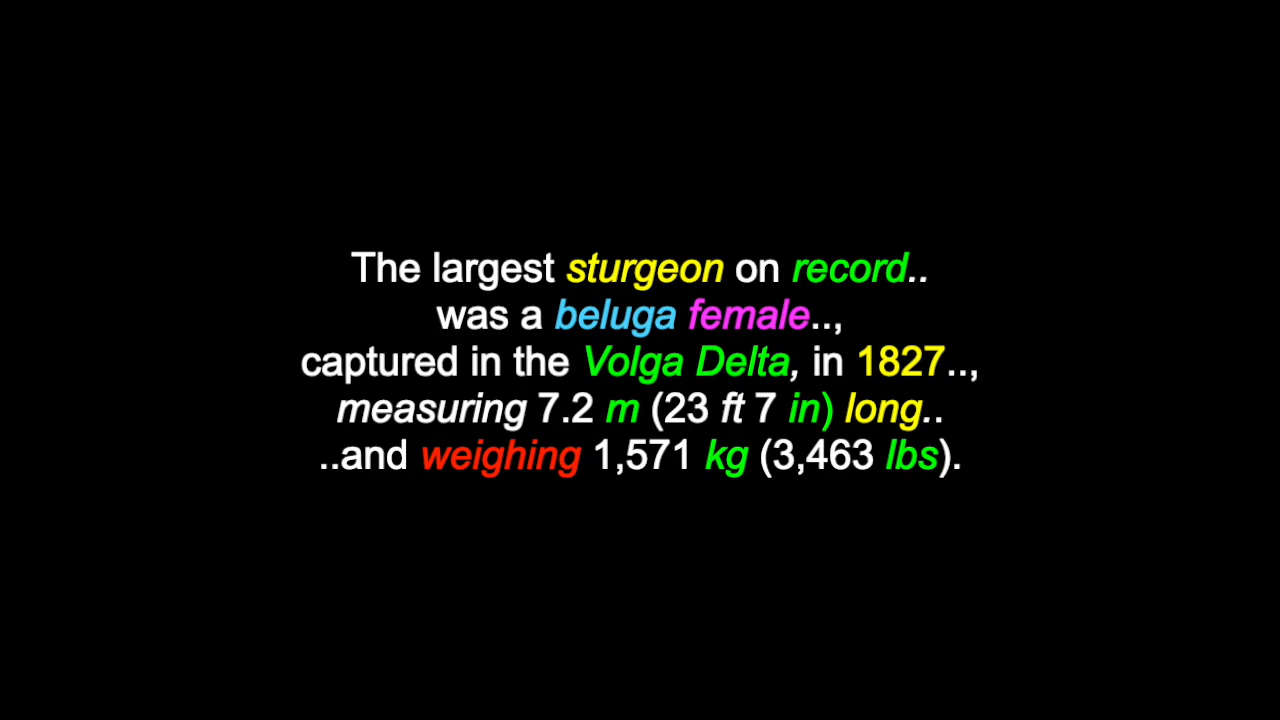 The largest sturgeon on record..
was a beluga female..,
captured in the Volga Delta, in 1827..,
measuring 7.2 m (23 ft 7 in) long..
..and weighing 1,571 kg (3,463 lbs).